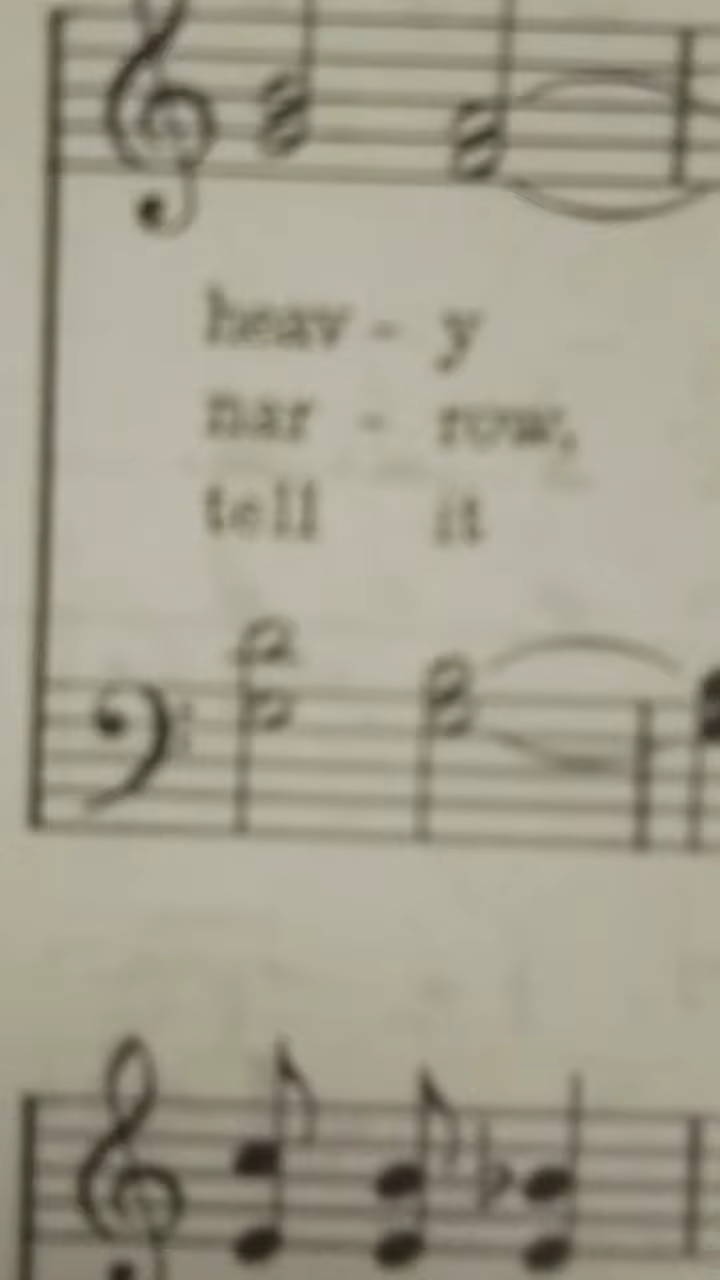 heav - y
nar - row,
tell it